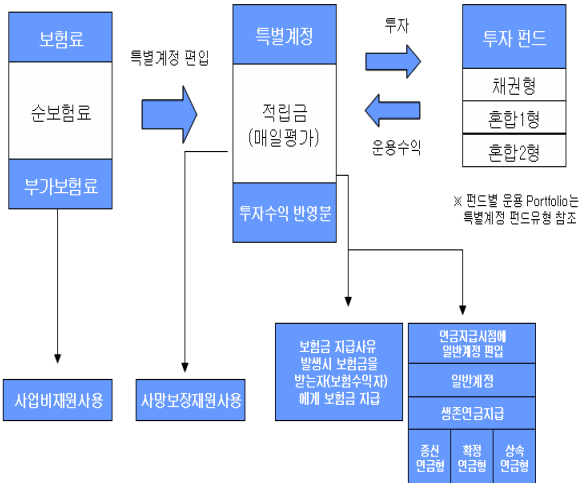 보험료
순보험료
부가보험료
특별계정 편입
특별계정
적립금
(매일평가)
투자수익 반영분
투자
운용수익
투자 펀드
채권형
혼합1형
혼합2형
※ 펀드별 운용 Portfolio는
특별계정 펀드유형 참조
사업비재원사용
사망보장재원사용
보험금 지급사유
발생시 보험금을
받는자(보험수익자)
에게 보험금 지급
연금지급시점에
일반계정 편입
일반계정
생존연금지급
종신
연금형
확정
연금형
상속
연금형